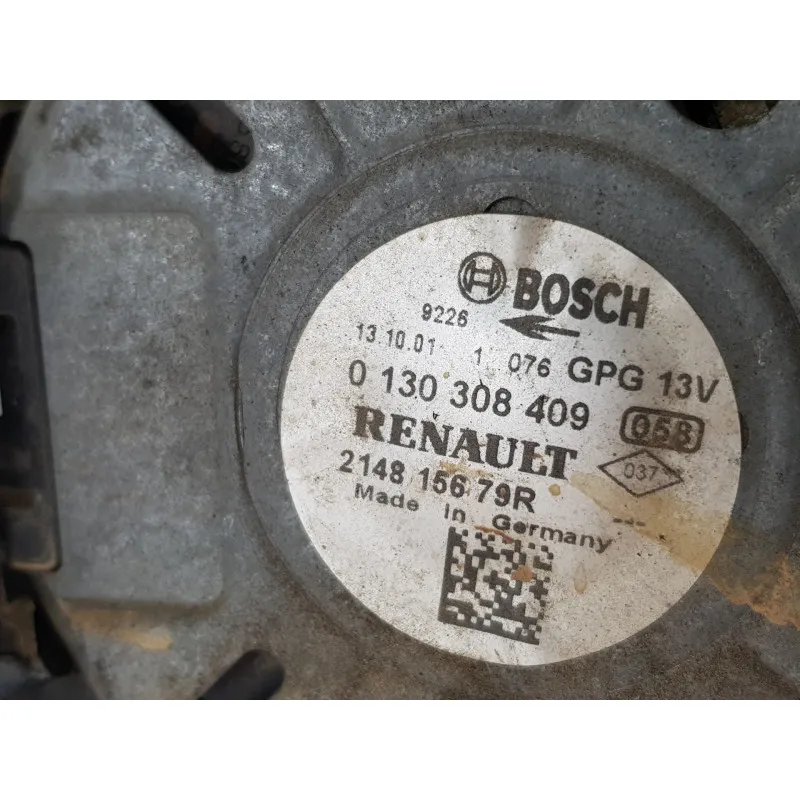 BOSCH
9226
13.10.01 1 076 GPG 13V
0 130 308 409 058
RENAULT 037
2148 156 79R
Made in Germany ---